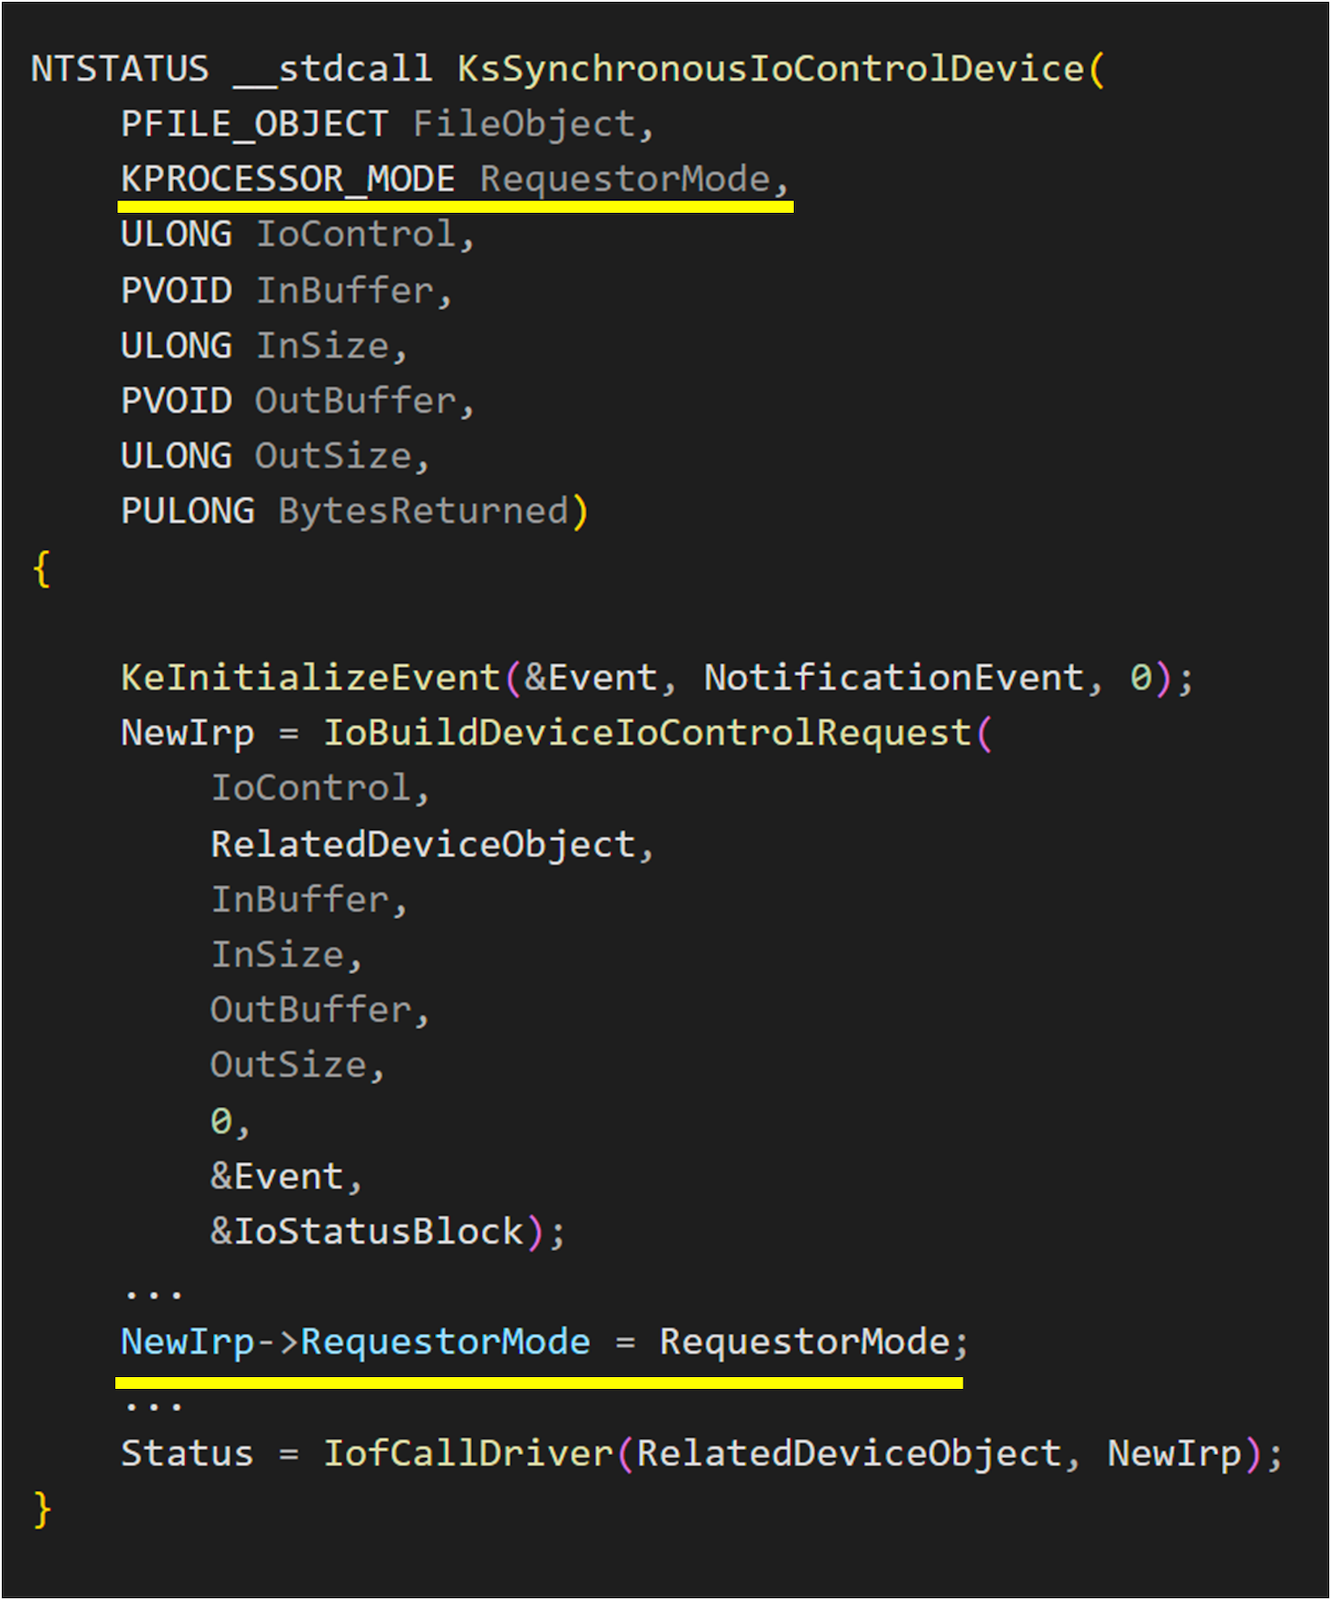 NTSTATUS __stdcall KsSynchronousIoControlDevice(
    PFILE_OBJECT FileObject,
    KPROCESSOR_MODE RequestorMode,
    ULONG IoControl,
    PVOID InBuffer,
    ULONG InSize,
    PVOID OutBuffer,
    ULONG OutSize,
    PULONG BytesReturned)
{
    KeInitializeEvent(&Event, NotificationEvent, 0);
    NewIrp = IoBuildDeviceIoControlRequest(
        IoControl,
        RelatedDeviceObject,
        InBuffer,
        InSize,
        OutBuffer,
        OutSize,
        0,
        &Event,
        &IoStatusBlock);
    ...
    NewIrp->RequestorMode = RequestorMode;
    ...
    Status = IofCallDriver(RelatedDeviceObject, NewIrp);
}